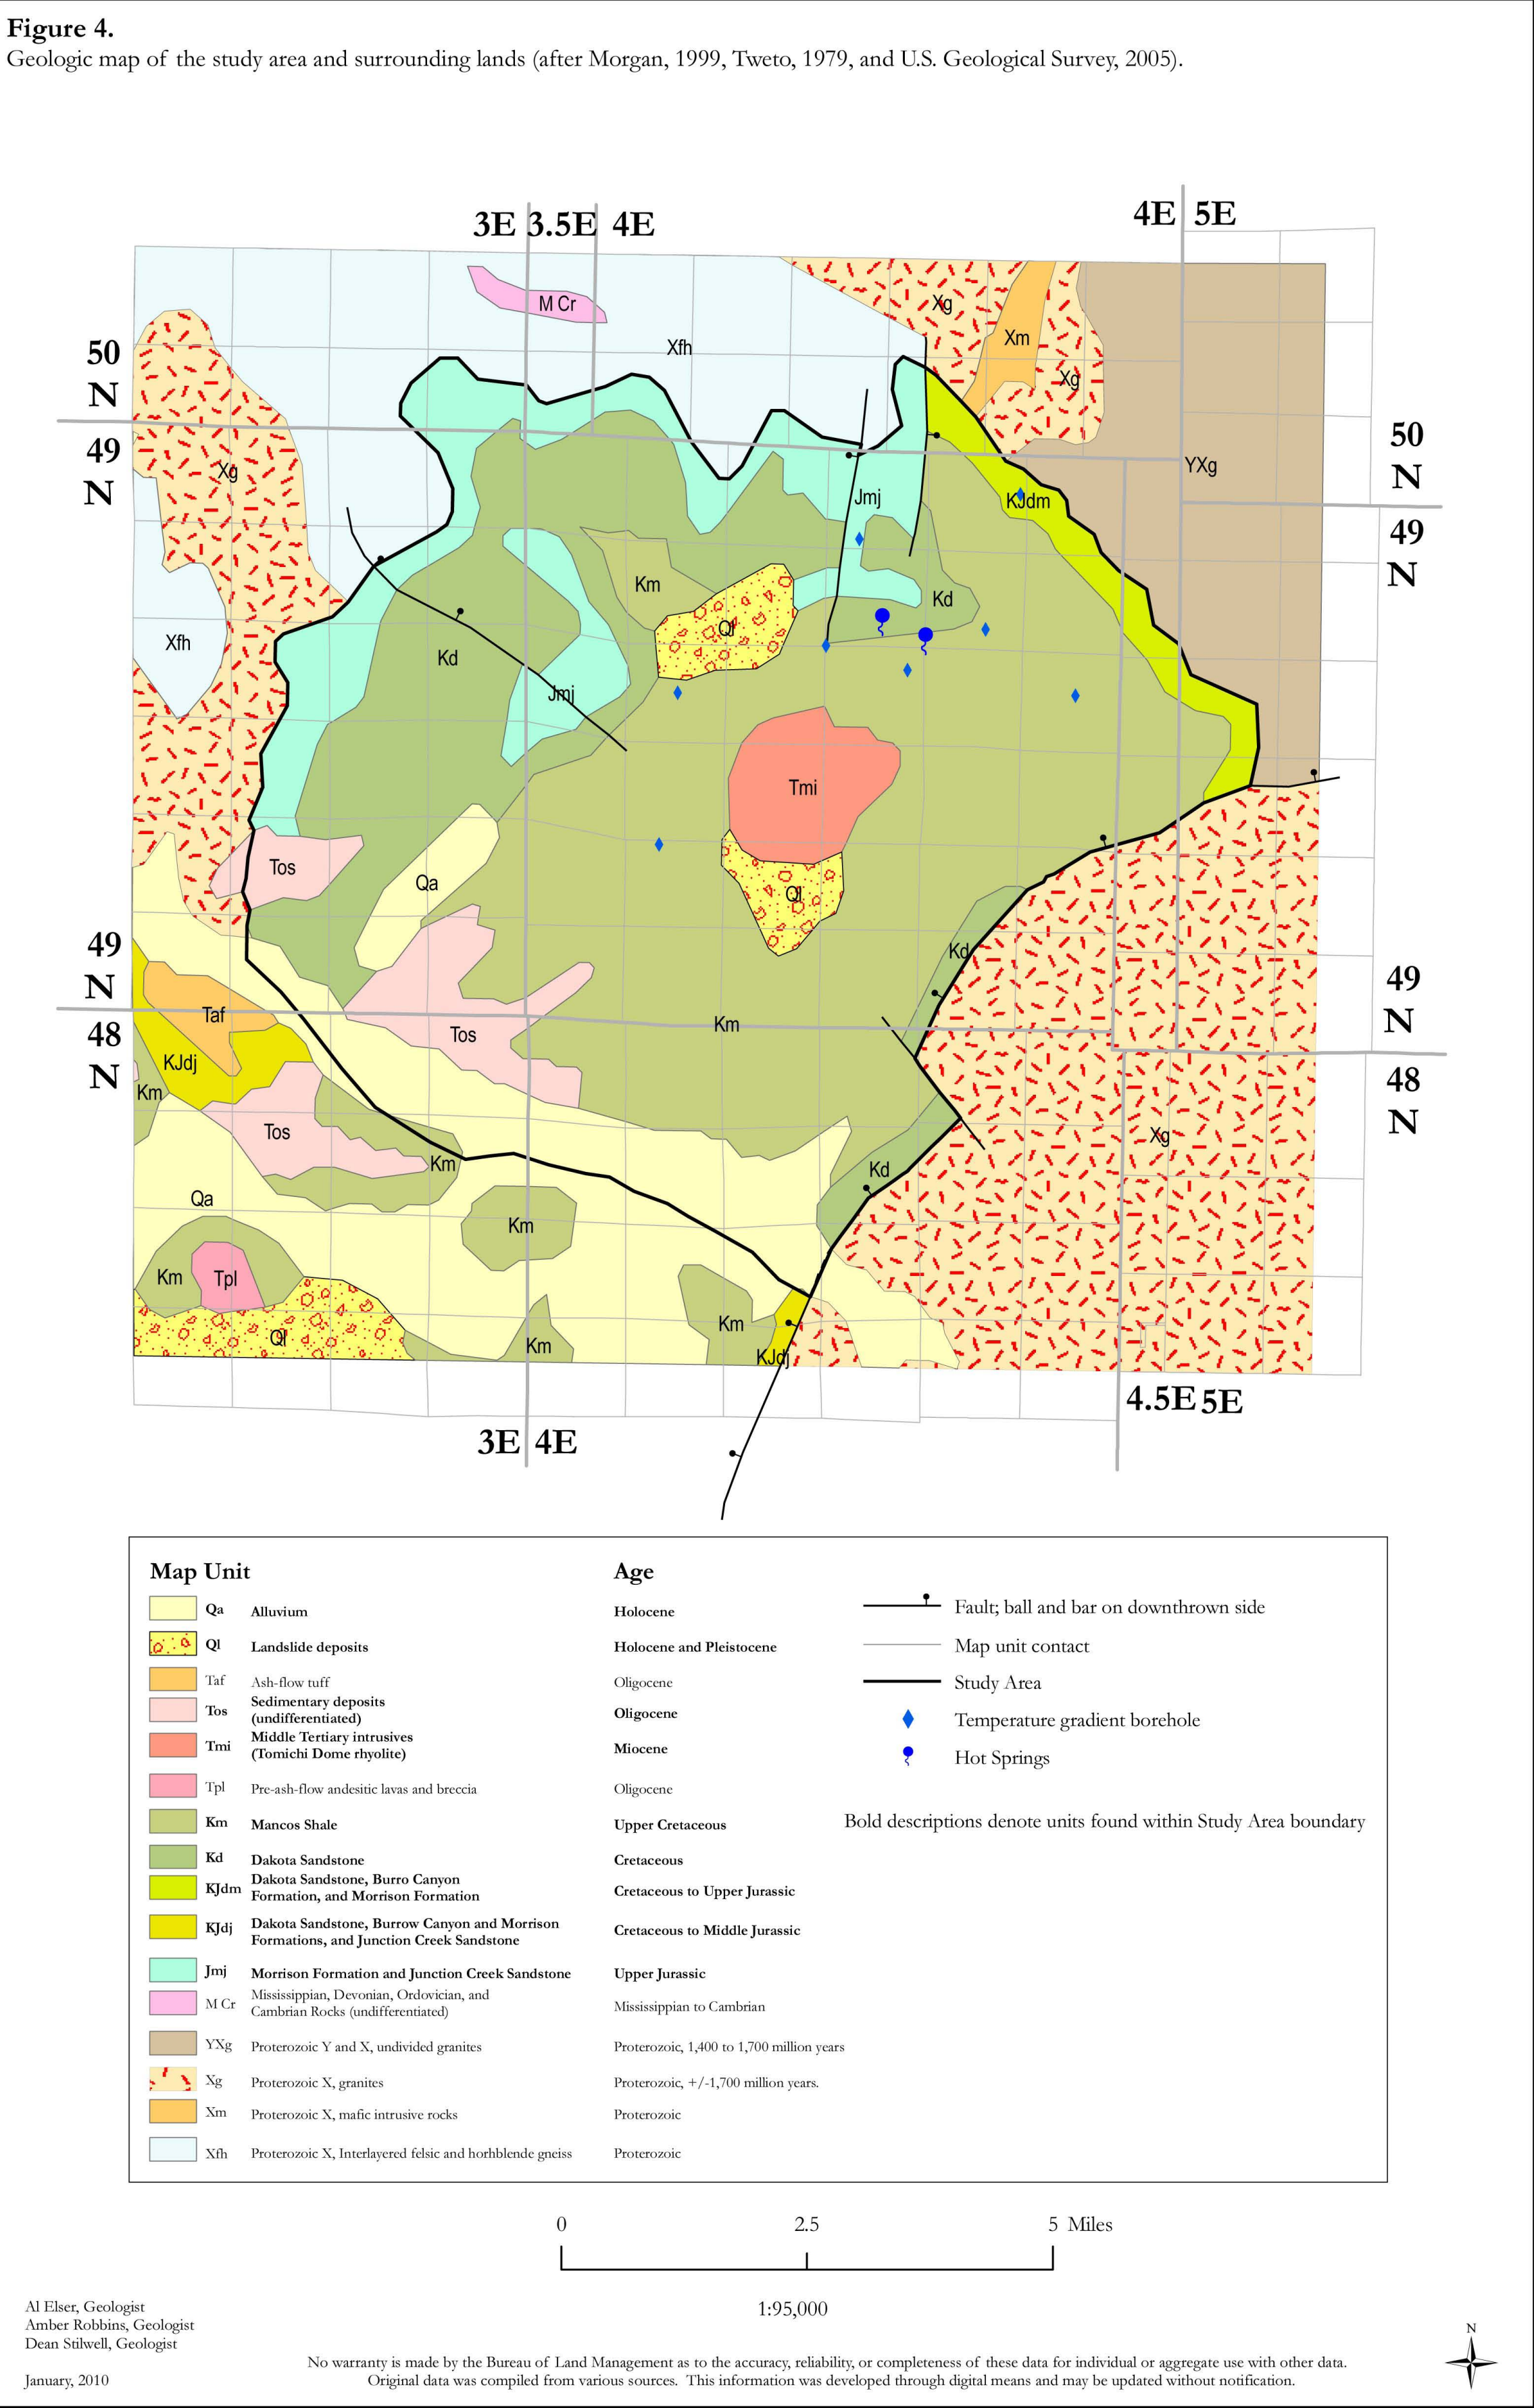 Figure 4.
Geologic map of the study area and surrounding lands (after Morgan, 1999, Tweto, 1979, and U.S. Geological Survey, 2005).
3E 3.5E 4E
4E 5E
M Cr
Xg
Xm
Xfh
Xg
50
N
49
N
50
N
49
N
Xg
YXg
Jmj
KJdm
Km
Kd
Ql
Xfh
Kd
Jmj
Tmi
Tos
Qa
Ql
49
N
48
N
Kd
49
N
48
N
Taf
Tos
Km
KJdj
Km
Tos
Km
Xg
Kd
Qa
Km
Km
Tpl
Km
Ql
Km
KJdj
4.5E 5E
3E 4E
Map Unit Age
Qa Alluvium Holocene
Ql Landslide deposits Holocene and Pleistocene
Taf Ash-flow tuff Oligocene
Tos Sedimentary deposits
(undifferentiated) Oligocene
Tmi Middle Tertiary intrusives
(Tomichi Dome rhyolite) Miocene
Tpl Pre-ash-flow andesitic lavas and breccia Oligocene
Km Mancos Shale Upper Cretaceous
Kd Dakota Sandstone Cretaceous
KJdm Dakota Sandstone, Burro Canyon
Formation, and Morrison Formation Cretaceous to Upper Jurassic
KJdj Dakota Sandstone, Burrow Canyon and Morrison
Formations, and Junction Creek Sandstone Cretaceous to Middle Jurassic
Jmj Morrison Formation and Junction Creek Sandstone Upper Jurassic
M Cr Mississippian, Devonian, Ordovician, and
Cambrian Rocks (undifferentiated) Mississippian to Cambrian
YXg Proterozoic Y and X, undivided granites Proterozoic, 1,400 to 1,700 million years
Xg Proterozoic X, granites Proterozoic, +/-1,700 million years.
Xm Proterozoic X, mafic intrusive rocks Proterozoic
Xfh Proterozoic X, Interlayered felsic and horhblende gneiss Proterozoic
Fault; ball and bar on downthrown side
Map unit contact
Study Area
Temperature gradient borehole
Hot Springs
Bold descriptions denote units found within Study Area boundary
0 2.5 5 Miles
1:95,000
Al Elser, Geologist
Amber Robbins, Geologist
Dean Stilwell, Geologist
January, 2010
No warranty is made by the Bureau of Land Management as to the accuracy, reliability, or completeness of these data for individual or aggregate use with other data.
Original data was compiled from various sources. This information was developed through digital means and may be updated without notification.
N